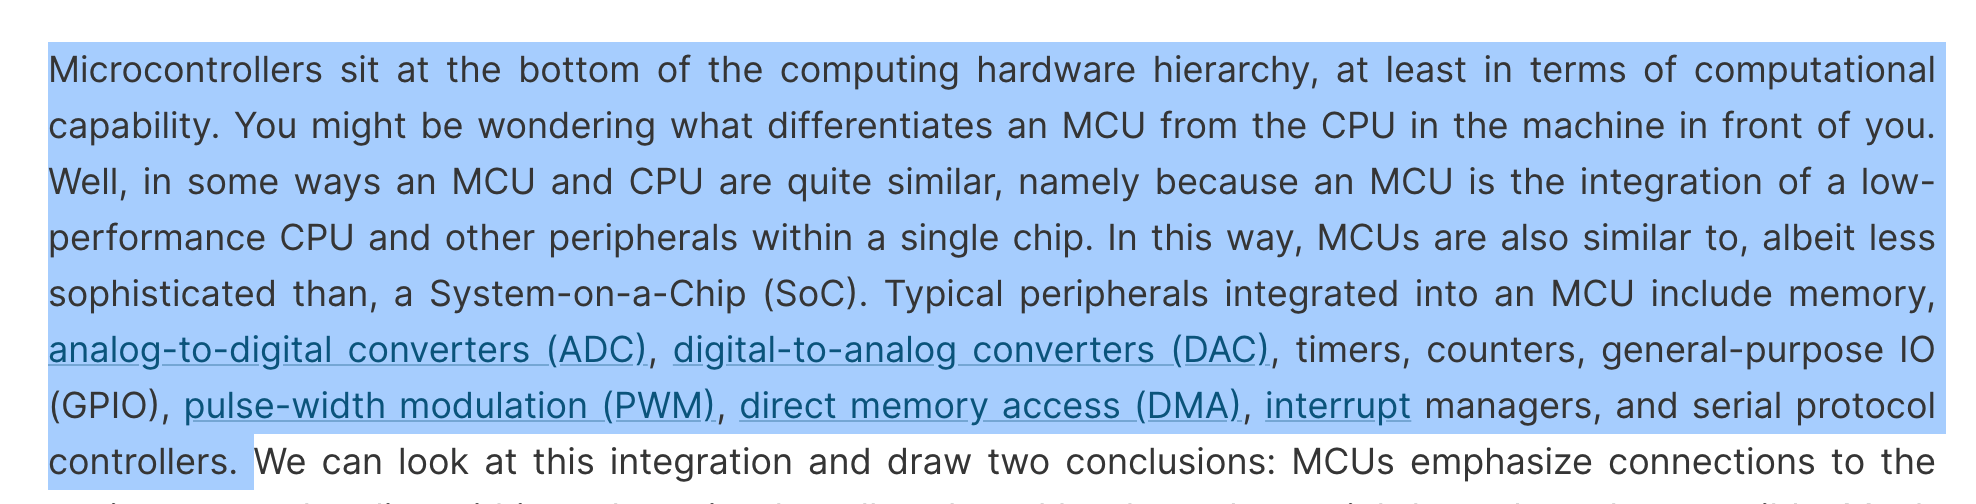 Microcontrollers sit at the bottom of the computing hardware hierarchy, at least in terms of computational
capability. You might be wondering what differentiates an MCU from the CPU in the machine in front of you.
Well, in some ways an MCU and CPU are quite similar, namely because an MCU is the integration of a low-
performance CPU and other peripherals within a single chip. In this way, MCUs are also similar to, albeit less
sophisticated than, a System-on-a-Chip (SoC). Typical peripherals integrated into an MCU include memory,
analog-to-digital converters (ADC), digital-to-analog converters (DAC), timers, counters, general-purpose IO
(GPIO), pulse-width modulation (PWM), direct memory access (DMA), interrupt managers, and serial protocol
controllers. We can look at this integration and draw two conclusions: MCUs emphasize connections to the